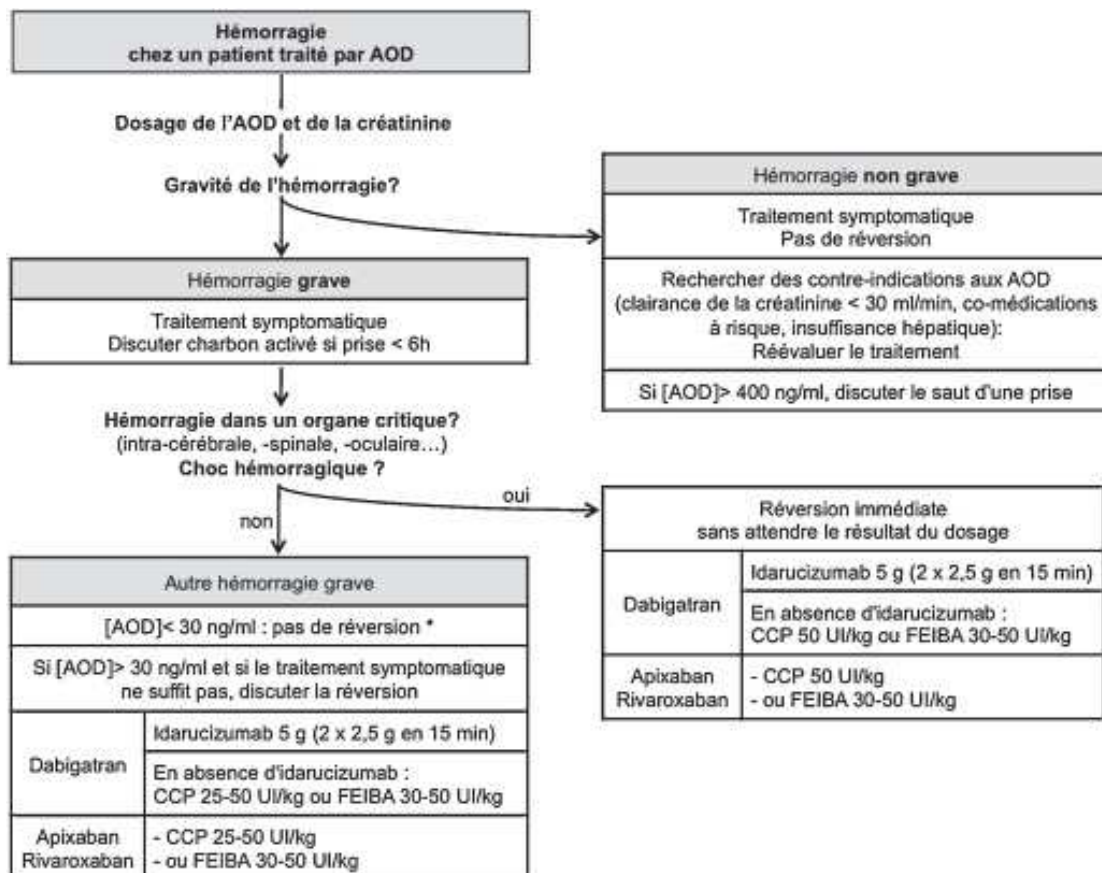 Hémorragie
chez un patient traité par AOD
Dosage de l'AOD et de la créatinine
Gravité de l'hémorragie?
Hémorragie non grave
Traitement symptomatique
Pas de réversion
Rechercher des contre-indications aux AOD
(clairance de la créatinine < 30 ml/min, co-médications
à risque, insuffisance hépatique):
Réévaluer le traitement
Si [AOD]> 400 ng/ml, discuter le saut d'une prise
Hémorragie grave
Traitement symptomatique
Discuter charbon activé si prise < 6h
Hémorragie dans un organe critique?
(intra-cérébrale, -spinale, -oculaire...)
Choc hémorragique ?
oui
non
Réversion immédiate
sans attendre le résultat du dosage
Dabigatran
Idarucizumab 5 g (2 x 2,5 g en 15 min)
En absence d'idarucizumab :
CCP 50 UI/kg ou FEIBA 30-50 UI/kg
Apixaban
Rivaroxaban
- CCP 50 UI/kg
- ou FEIBA 30-50 UI/kg
Autre hémorragie grave
[AOD]< 30 ng/ml : pas de réversion *
Si [AOD]> 30 ng/ml et si le traitement symptomatique
ne suffit pas, discuter la réversion
Dabigatran
Idarucizumab 5 g (2 x 2,5 g en 15 min)
En absence d'idarucizumab :
CCP 25-50 UI/kg ou FEIBA 30-50 UI/kg
Apixaban
Rivaroxaban
- CCP 25-50 UI/kg
- ou FEIBA 30-50 UI/kg